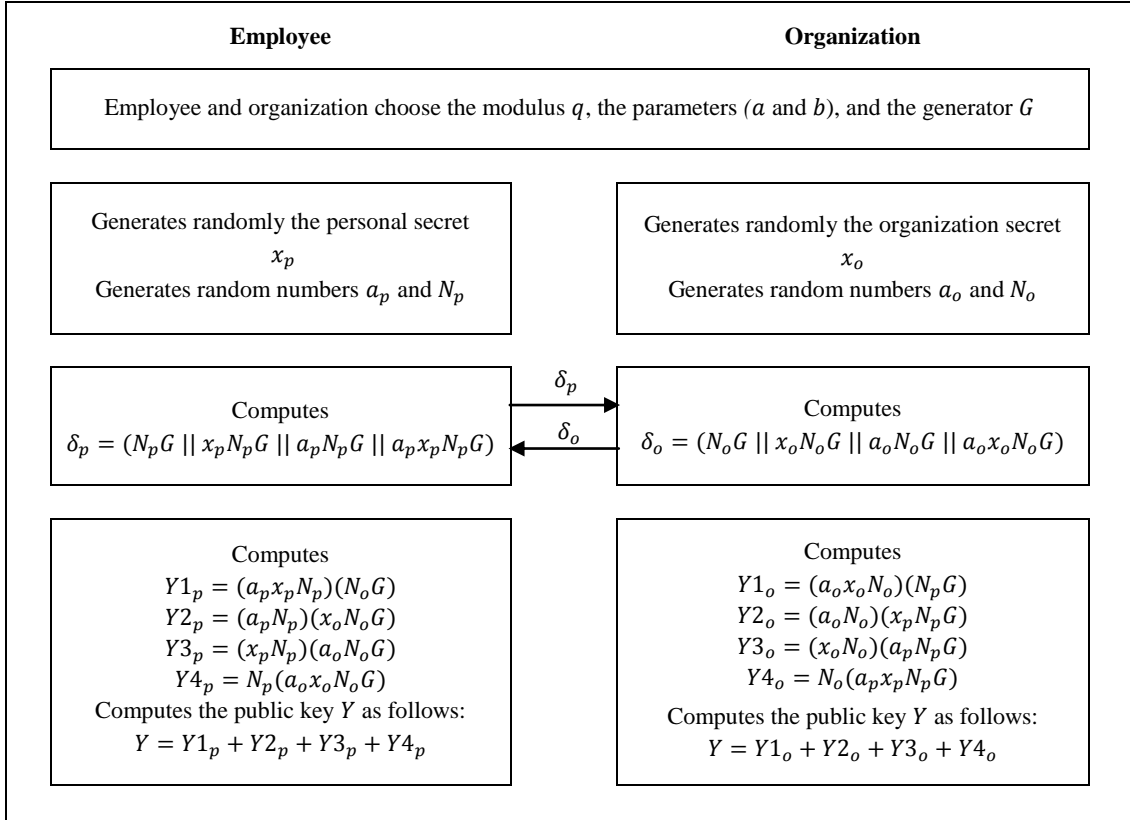 Employee
Organization
Employee and organization choose the modulus q, the parameters (a and b), and the generator G
Generates randomly the personal secret
x_p
Generates random numbers a_p and N_p
Generates randomly the organization secret
x_o
Generates random numbers a_o and N_o
Computes
δ_p = (N_pG || x_pN_pG || a_pN_pG || a_px_pN_pG)
δ_p
δ_o
Computes
δ_o = (N_oG || x_oN_oG || a_oN_oG || a_ox_oN_oG)
Computes
Y1_p = (a_px_pN_p)(N_oG)
Y2_p = (a_pN_p)(x_oN_oG)
Y3_p = (x_pN_p)(a_oN_oG)
Y4_p = N_p(a_ox_oN_oG)
Computes the public key Y as follows:
Y = Y1_p + Y2_p + Y3_p + Y4_p
Computes
Y1_o = (a_ox_oN_o)(N_pG)
Y2_o = (a_oN_o)(x_pN_pG)
Y3_o = (x_oN_o)(a_pN_pG)
Y4_o = N_o(a_px_pN_pG)
Computes the public key Y as follows:
Y = Y1_o + Y2_o + Y3_o + Y4_o